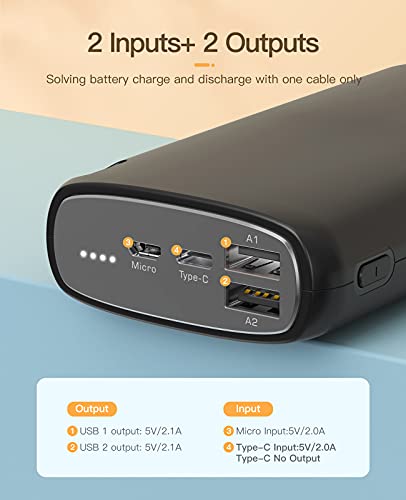 2 Inputs+ 2 Outputs
Solving battery charge and discharge with one cable only
3 Micro
4 Type-C
1 A1
2 A2
Output
1 USB 1 output: 5V/2.1A
2 USB 2 output: 5V/2.1A
Input
3 Micro Input:5V/2.0A
4 Type-C Input:5V/2.0A
Type-C No Output